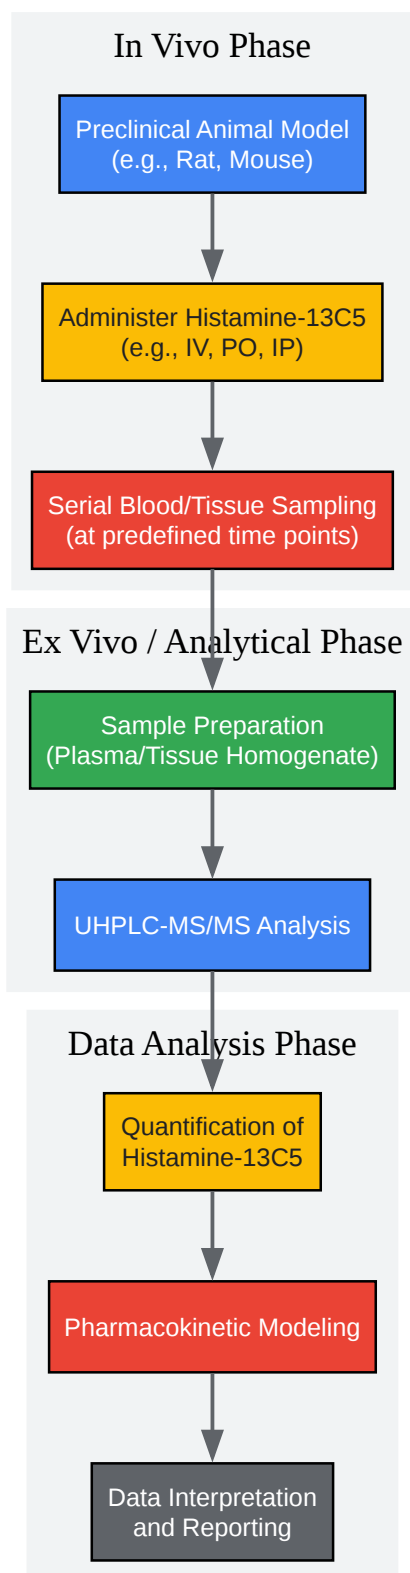 In Vivo Phase
Preclinical Animal Model
(e.g., Rat, Mouse)
Administer Histamine-13C5
(e.g., IV, PO, IP)
Serial Blood/Tissue Sampling
(at predefined time points)
Ex Vivo / Analytical Phase
Sample Preparation
(Plasma/Tissue Homogenate)
UHPLC-MS/MS Analysis
Data Analysis Phase
Quantification of
Histamine-13C5
Pharmacokinetic Modeling
Data Interpretation
and Reporting